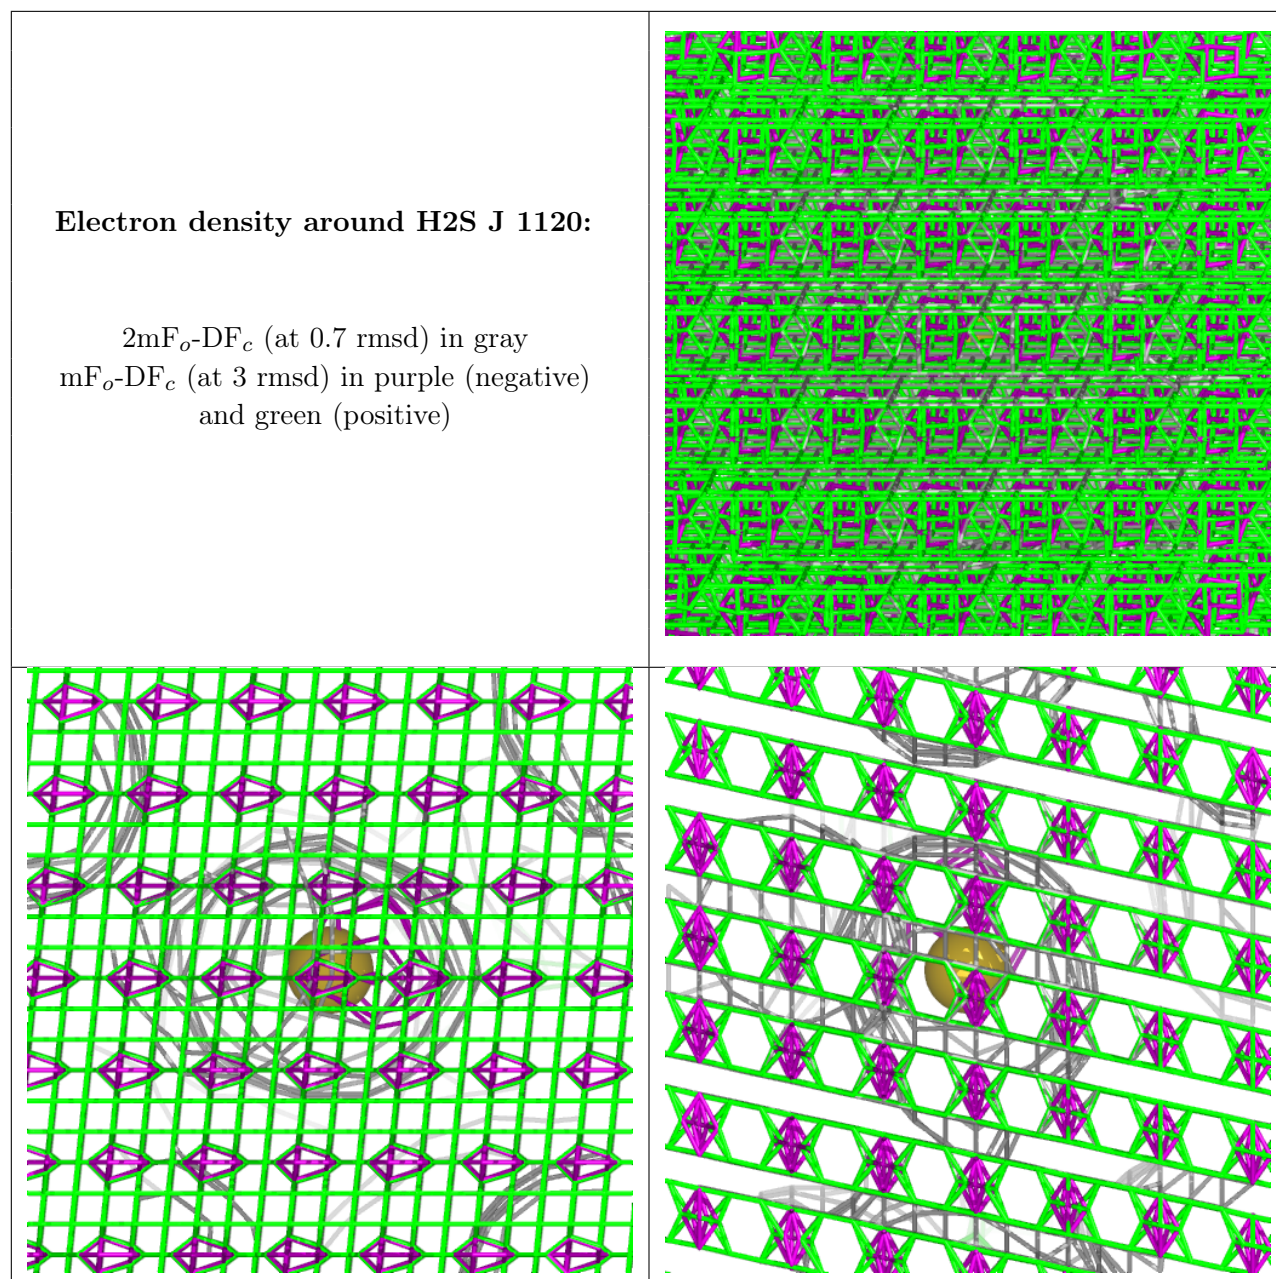 Electron density around H2S J 1120:
2mFₒ-DF𝑐 (at 0.7 rmsd) in gray
mFₒ-DF𝑐 (at 3 rmsd) in purple (negative)
and green (positive)